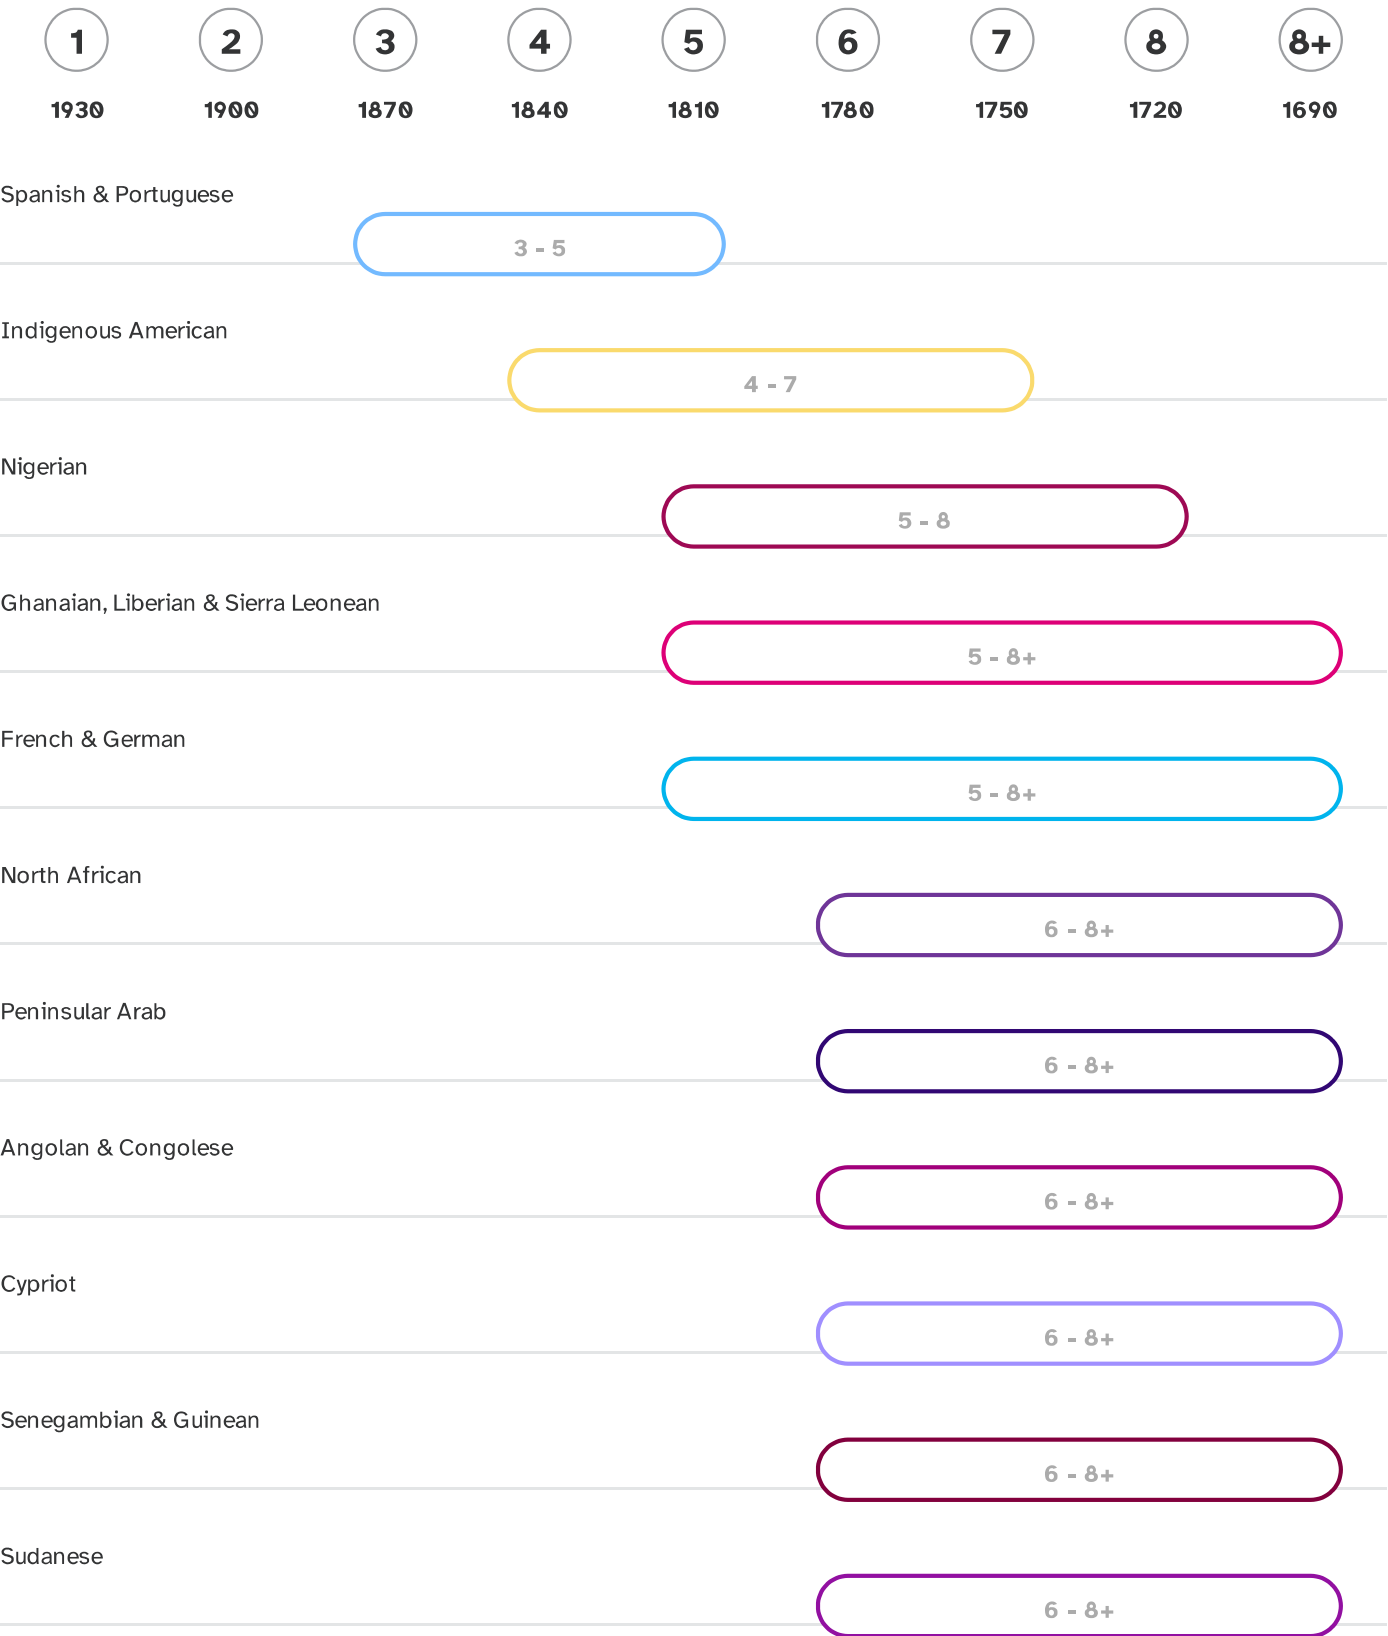 1 2 3 4 5 6 7 8 8+
1930 1900 1870 1840 1810 1780 1750 1720 1690
Spanish & Portuguese
3 - 5
Indigenous American
4 - 7
Nigerian
5 - 8
Ghanaian, Liberian & Sierra Leonean
5 - 8+
French & German
5 - 8+
North African
6 - 8+
Peninsular Arab
6 - 8+
Angolan & Congolese
6 - 8+
Cypriot
6 - 8+
Senegambian & Guinean
6 - 8+
Sudanese
6 - 8+